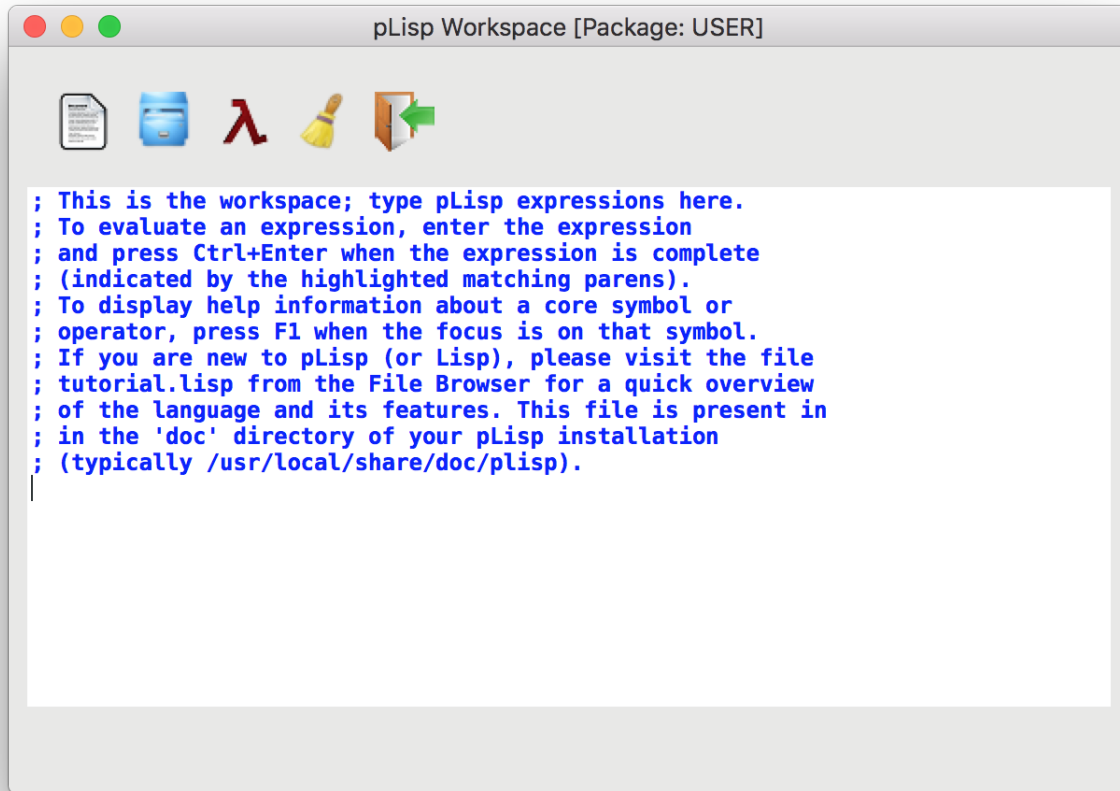 pLisp Workspace [Package: USER]
; This is the workspace; type pLisp expressions here.
; To evaluate an expression, enter the expression
; and press Ctrl+Enter when the expression is complete
; (indicated by the highlighted matching parens).
; To display help information about a core symbol or
; operator, press F1 when the focus is on that symbol.
; If you are new to pLisp (or Lisp), please visit the file
; tutorial.lisp from the File Browser for a quick overview
; of the language and its features. This file is present in
; in the 'doc' directory of your pLisp installation
; (typically /usr/local/share/doc/plisp).